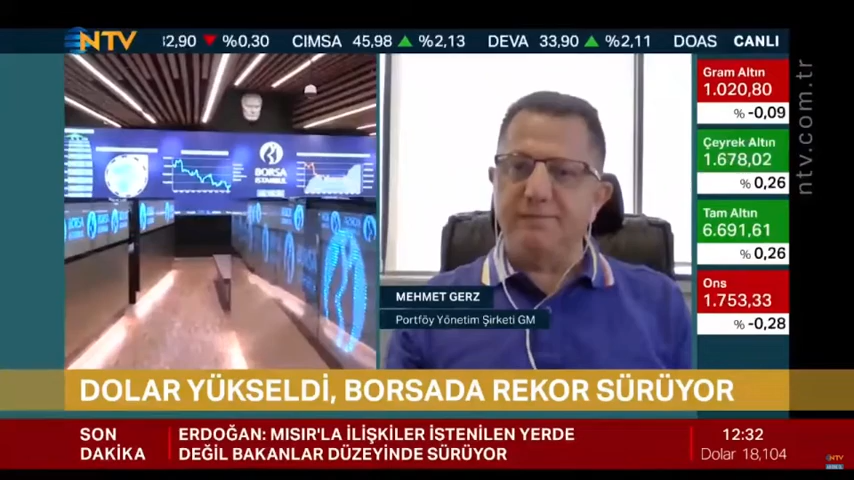 NTV
32,90 %0,30 CIMSA 45,98 %2,13 DEVA 33,90 %2,11 DOAS CANLI
ntv.com.tr
Gram Altın
1.020,80
% -0,09
Çeyrek Altın
1.678,02
% 0,26
Tam Altın
6.691,61
% 0,26
Ons
1.753,33
% -0,28
BORSA
İSTANBUL
MEHMET GERZ
Portföy Yönetim Şirketi GM
DOLAR YÜKSELDİ, BORSADA REKOR SÜRÜYOR
SON
DAKİKA
ERDOĞAN: MISIR'LA İLİŞKİLER İSTENİLEN YERDE
DEĞİL BAKANLAR DÜZEYİNDE SÜRÜYOR
12:32
Dolar 18,104
NTV